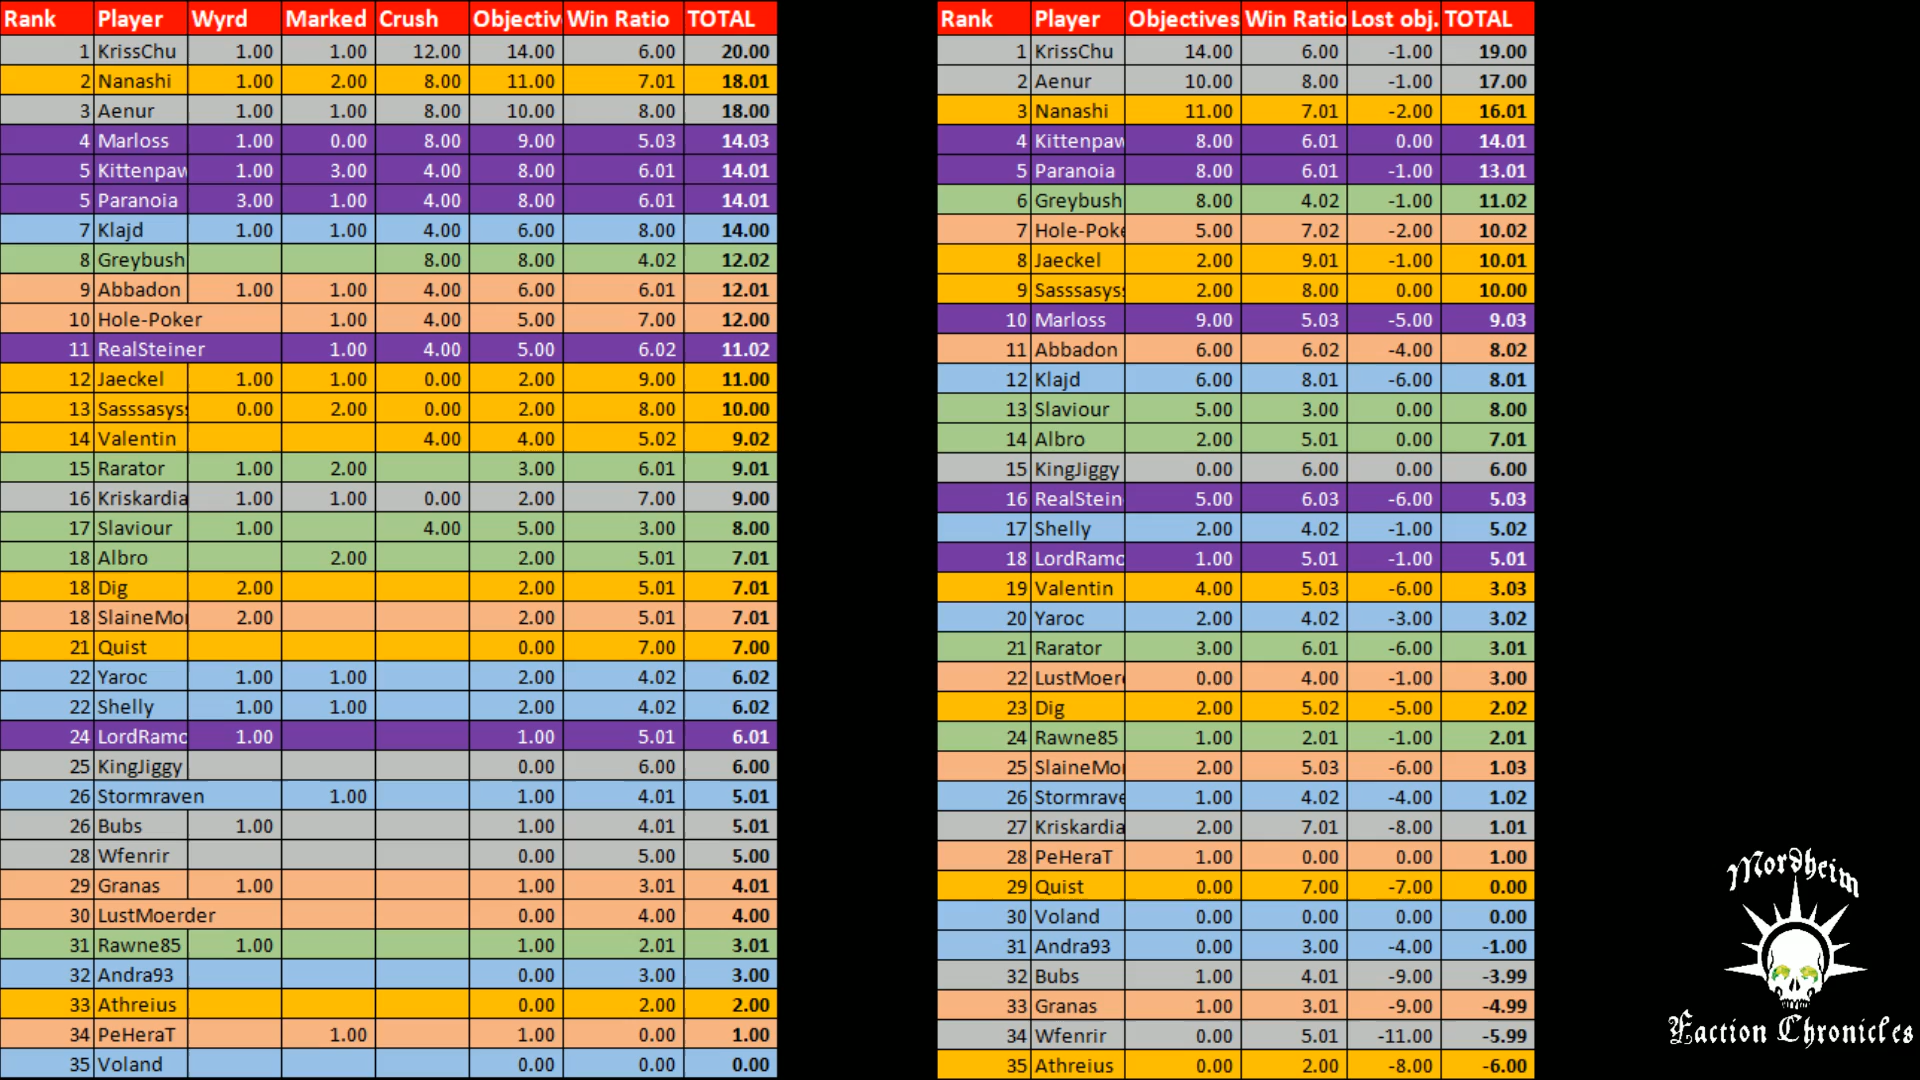 Rank Player Wyrd Marked Crush Objectiv Win Ratio TOTAL
1 KrissChu 1.00 1.00 12.00 14.00 6.00 20.00
2 Nanashi 1.00 2.00 8.00 11.00 7.01 18.01
3 Aenur 1.00 1.00 8.00 10.00 8.00 18.00
4 Marloss 1.00 0.00 8.00 9.00 5.03 14.03
5 Kittenpaw 1.00 3.00 4.00 8.00 6.01 14.01
5 Paranoia 3.00 1.00 4.00 8.00 6.01 14.01
7 Klajd 1.00 1.00 4.00 6.00 8.00 14.00
8 Greybush 8.00 8.00 4.02 12.02
9 Abbadon 1.00 1.00 4.00 6.00 6.01 12.01
10 Hole-Poker 1.00 4.00 5.00 7.00 12.00
11 RealSteiner 1.00 4.00 5.00 6.02 11.02
12 Jaeckel 1.00 1.00 0.00 2.00 9.00 11.00
13 Sasssasys 0.00 2.00 0.00 2.00 8.00 10.00
14 Valentin 4.00 4.00 5.02 9.02
15 Rarator 1.00 2.00 3.00 6.01 9.01
16 Kriskardia 1.00 1.00 0.00 2.00 7.00 9.00
17 Slaviour 1.00 4.00 5.00 3.00 8.00
18 Albro 2.00 2.00 5.01 7.01
18 Dig 2.00 2.00 5.01 7.01
18 SlaineMo 2.00 2.00 5.01 7.01
21 Quist 0.00 7.00 7.00
22 Yaroc 1.00 1.00 2.00 4.02 6.02
22 Shelly 1.00 1.00 2.00 4.02 6.02
24 LordRamo 1.00 1.00 5.01 6.01
25 KingJiggy 0.00 6.00 6.00
26 Stormraven 1.00 1.00 4.01 5.01
26 Bubs 1.00 1.00 4.01 5.01
28 Wfenrir 0.00 5.00 5.00
29 Granas 1.00 1.00 3.01 4.01
30 LustMoerder 0.00 4.00 4.00
31 Rawne85 1.00 1.00 2.01 3.01
32 Andra93 0.00 3.00 3.00
33 Athreius 0.00 2.00 2.00
34 PeHeraT 1.00 1.00 0.00 1.00
35 Voland 0.00 0.00 0.00
Rank Player Objectives Win Ratio Lost obj. TOTAL
1 KrissChu 14.00 6.00 -1.00 19.00
2 Aenur 10.00 8.00 -1.00 17.00
3 Nanashi 11.00 7.01 -2.00 16.01
4 Kittenpaw 8.00 6.01 0.00 14.01
5 Paranoia 8.00 6.01 -1.00 13.01
6 Greybush 8.00 4.02 -1.00 11.02
7 Hole-Poke 5.00 7.02 -2.00 10.02
8 Jaeckel 2.00 9.01 -1.00 10.01
9 Sasssasys 2.00 8.00 0.00 10.00
10 Marloss 9.00 5.03 -5.00 9.03
11 Abbadon 6.00 6.02 -4.00 8.02
12 Klajd 6.00 8.01 -6.00 8.01
13 Slaviour 5.00 3.00 0.00 8.00
14 Albro 2.00 5.01 0.00 7.01
15 KingJiggy 0.00 6.00 0.00 6.00
16 RealStein 5.00 6.03 -6.00 5.03
17 Shelly 2.00 4.02 -1.00 5.02
18 LordRamo 1.00 5.01 -1.00 5.01
19 Valentin 4.00 5.03 -6.00 3.03
20 Yaroc 2.00 4.02 -3.00 3.02
21 Rarator 3.00 6.01 -6.00 3.01
22 LustMoer 0.00 4.00 -1.00 3.00
23 Dig 2.00 5.02 -5.00 2.02
24 Rawne85 1.00 2.01 -1.00 2.01
25 SlaineMo 2.00 5.03 -6.00 1.03
26 Stormrave 1.00 4.02 -4.00 1.02
27 Kriskardia 2.00 7.01 -8.00 1.01
28 PeHeraT 1.00 0.00 0.00 1.00
29 Quist 0.00 7.00 -7.00 0.00
30 Voland 0.00 0.00 0.00 0.00
31 Andra93 0.00 3.00 -4.00 -1.00
32 Bubs 1.00 4.01 -9.00 -3.99
33 Granas 1.00 3.01 -9.00 -4.99
34 Wfenrir 0.00 5.01 -11.00 -5.99
35 Athreius 0.00 2.00 -8.00 -6.00
Mordheim
Faction Chronicles